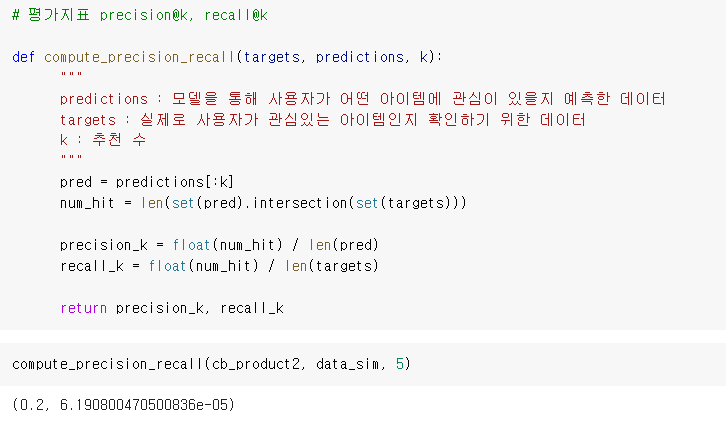 # 평가지표 precision@k, recall@k
def compute_precision_recall(targets, predictions, k):
"""
predictions : 모델을 통해 사용자가 어떤 아이템에 관심이 있을지 예측한 데이터
targets : 실제로 사용자가 관심있는 아이템인지 확인하기 위한 데이터
k : 추천 수
"""
pred = predictions[:k]
num_hit = len(set(pred).intersection(set(targets)))
precision_k = float(num_hit) / len(pred)
recall_k = float(num_hit) / len(targets)
return precision_k, recall_k
compute_precision_recall(cb_product2, data_sim, 5)
(0.2, 6.190800470500836e-05)